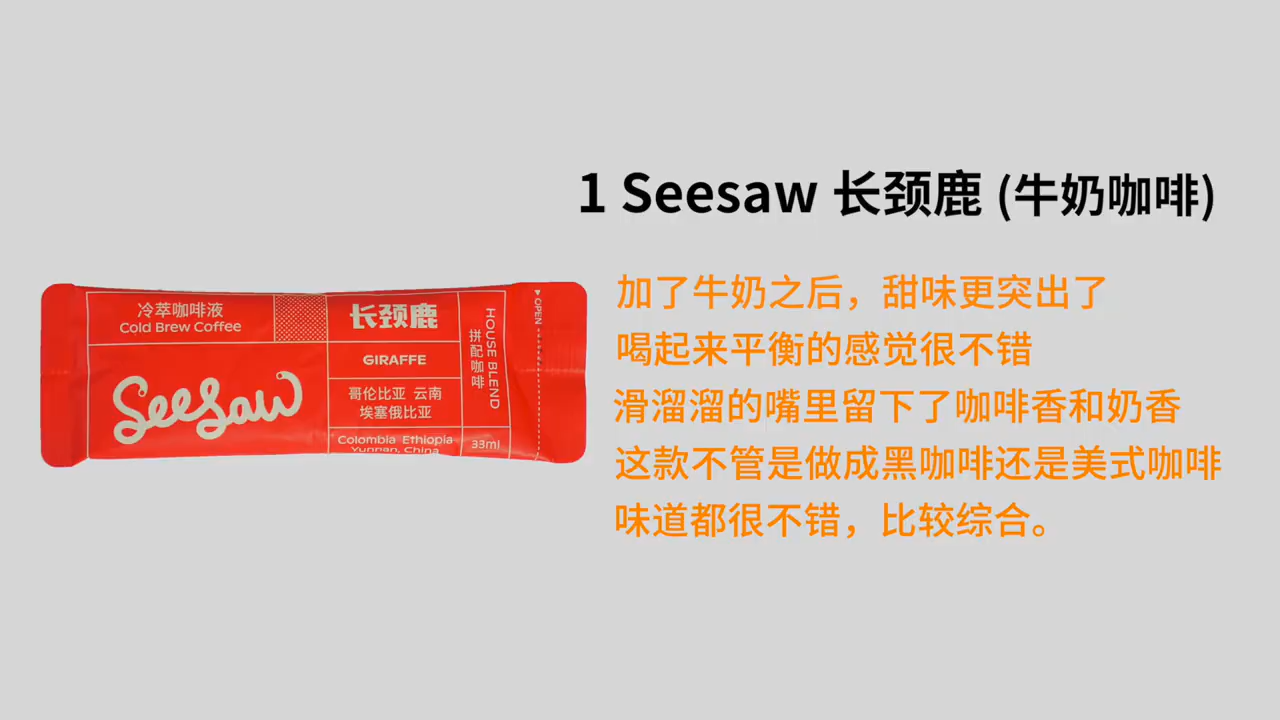 1 Seesaw 长颈鹿 (牛奶咖啡)
加了牛奶之后，甜味更突出了
喝起来平衡的感觉很不错
滑溜溜的嘴里留下了咖啡香和奶香
这款不管是做成黑咖啡还是美式咖啡
味道都很不错，比较综合。
冷萃咖啡液
Cold Brew Coffee
Seesaw
长颈鹿
GIRAFFE
哥伦比亚 云南
埃塞俄比亚
Colombia Ethiopia
Yunnan, China
HOUSE BLEND
拼配咖啡
33ml
OPEN